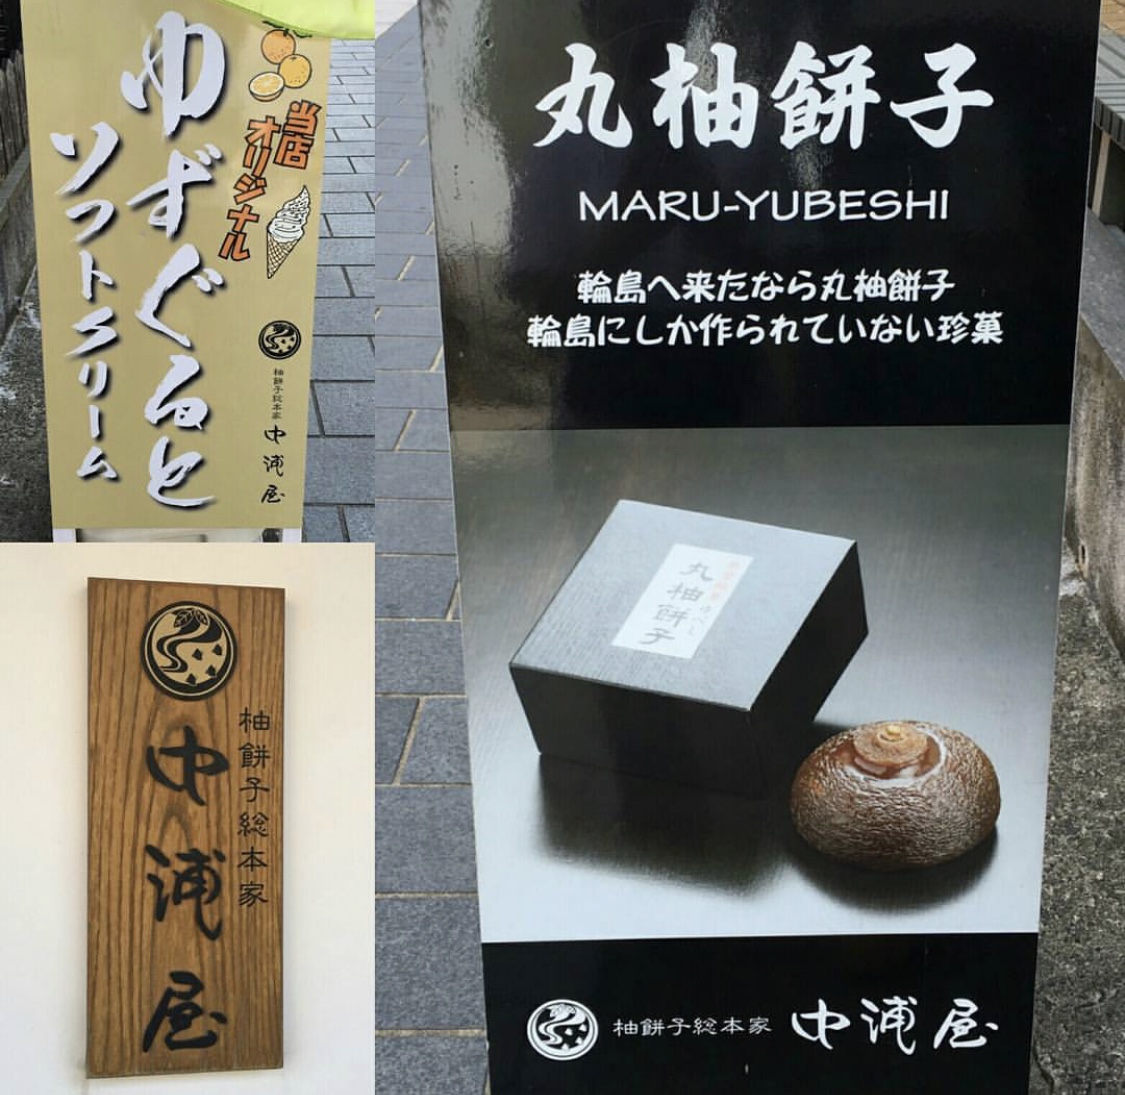 当店
オリジナル
ゆずぐると
ソフトクリーム
柚餅子総本家
中浦屋
柚餅子総本家
中浦屋
丸柚餅子
MARU-YUBESHI
輪島へ来たなら丸柚餅子
輪島にしか作られていない珍菓
丸柚餅子
ゆべし
柚餅子総本家 中浦屋